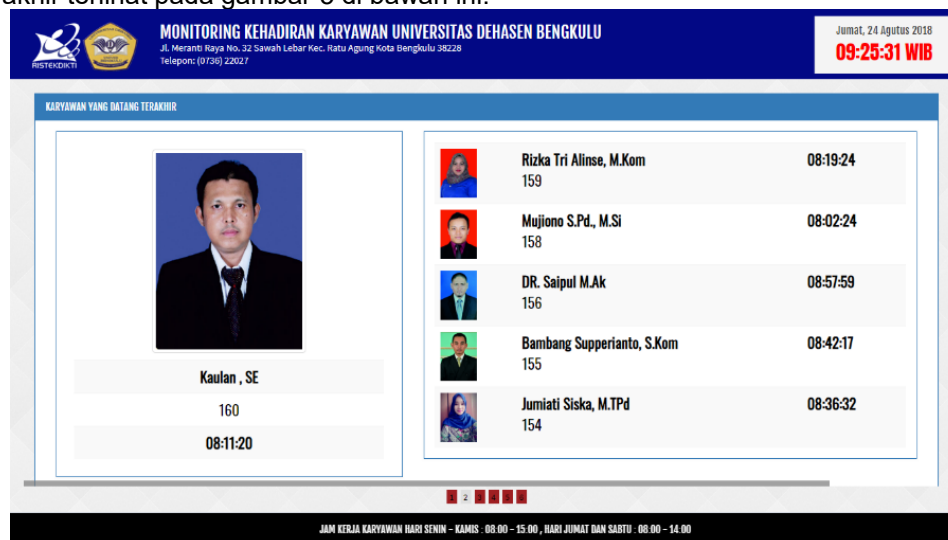 akhir terlihat pada gambar 3 di bawah ini.
RISTEKDIKTI
MONITORING KEHADIRAN KARYAWAN UNIVERSITAS DEHASEN BENGKULU
Jl. Meranti Raya No. 32 Sawah Lebar Kec. Ratu Agung Kota Bengkulu 38228
Telepon: (0736) 22027
Jumat, 24 Agutus 2018
09:25:31 WIB
KARYAWAN YANG DATANG TERAKHIR
Kaulan , SE
160
08:11:20
Rizka Tri Alinse, M.Kom 08:19:24
159
Mujiono S.Pd., M.Si 08:02:24
158
DR. Saipul M.Ak 08:57:59
156
Bambang Supperianto, S.Kom 08:42:17
155
Jumiati Siska, M.TPd 08:36:32
154
1 2 3 4 5 6
JAM KERJA KARYAWAN HARI SENIN - KAMIS : 08:00 - 15:00 , HARI JUMAT DAN SABTU : 08:00 - 14:00